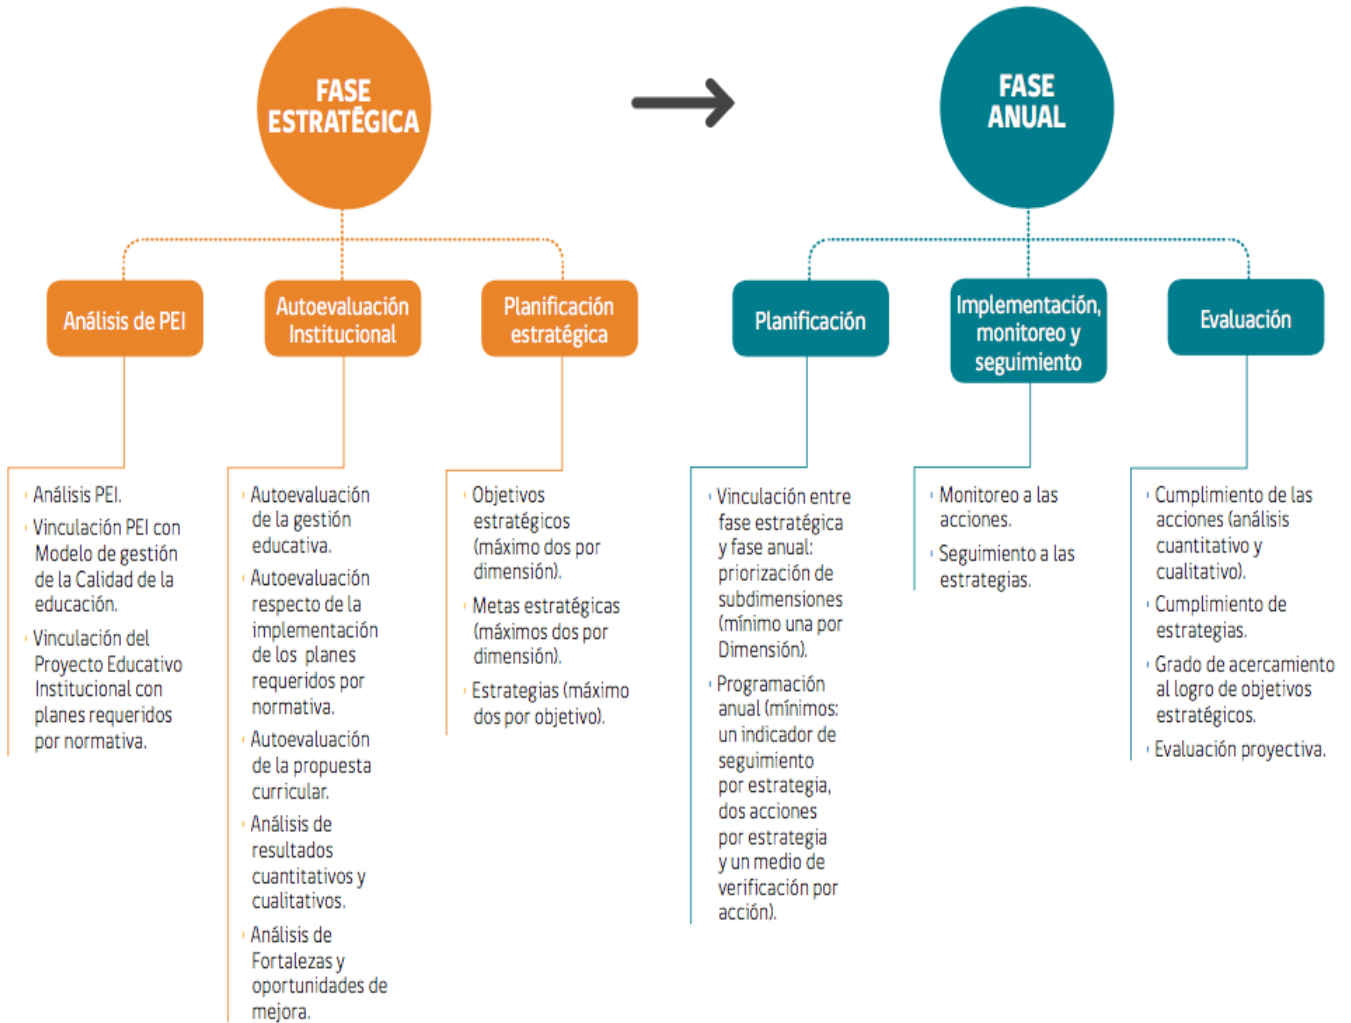 FASE
ESTRATÉGICA
FASE
ANUAL
Análisis de PEI
Autoevaluación
Institucional
Planificación
estratégica
Planificación
Implementación,
monitoreo y
seguimiento
Evaluación
Análisis PEI.
Vinculación PEI con
Modelo de gestión
de la Calidad de la
educación.
Vinculación del
Proyecto Educativo
Institucional con
planes requeridos
por normativa.
Autoevaluación
de la gestión
educativa.
Autoevaluación
respecto de la
implementación
de los planes
requeridos por
normativa.
Autoevaluación
de la propuesta
curricular.
Análisis de
resultados
cuantitativos y
cualitativos.
Análisis de
Fortalezas y
oportunidades de
mejora.
Objetivos
estratégicos
(máximo dos por
dimensión).
Metas estratégicas
(máximos dos por
dimensión).
Estrategias (máximo
dos por objetivo).
Vinculación entre
fase estratégica
y fase anual:
priorización de
subdimensiones
(mínimo una por
Dimensión).
Programación
anual (mínimos:
un indicador de
seguimiento
por estrategia,
dos acciones
por estrategia
y un medio de
verificación por
acción).
Monitoreo a las
acciones.
Seguimiento a las
estrategias.
Cumplimiento de las
acciones (análisis
cuantitativo y
cualitativo).
Cumplimiento de
estrategias.
Grado de acercamiento
al logro de objetivos
estratégicos.
Evaluación proyectiva.